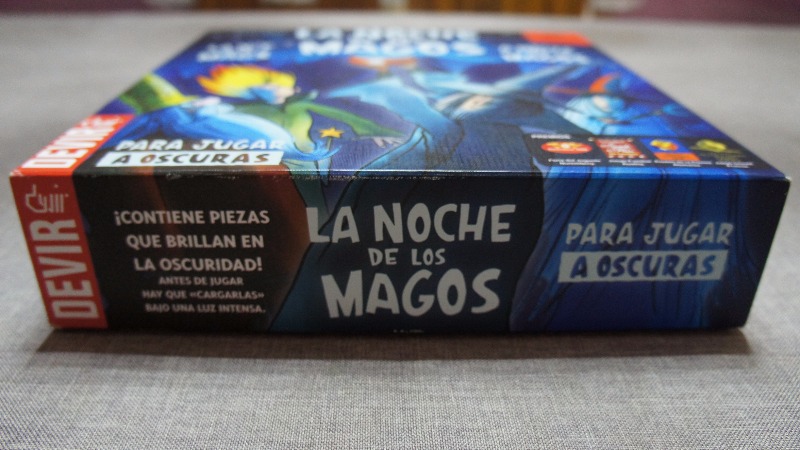 LA NOCHE
MAGOS
PARA JUGAR
A OSCURAS
DEVIR
DEVIR
¡CONTIENE PIEZAS
QUE BRILLAN EN
LA OSCURIDAD!
ANTES DE JUGAR
HAY QUE «CARGARLAS»
BAJO UNA LUZ INTENSA.
LA NOCHE
DE LOS
MAGOS
PARA JUGAR
A OSCURAS